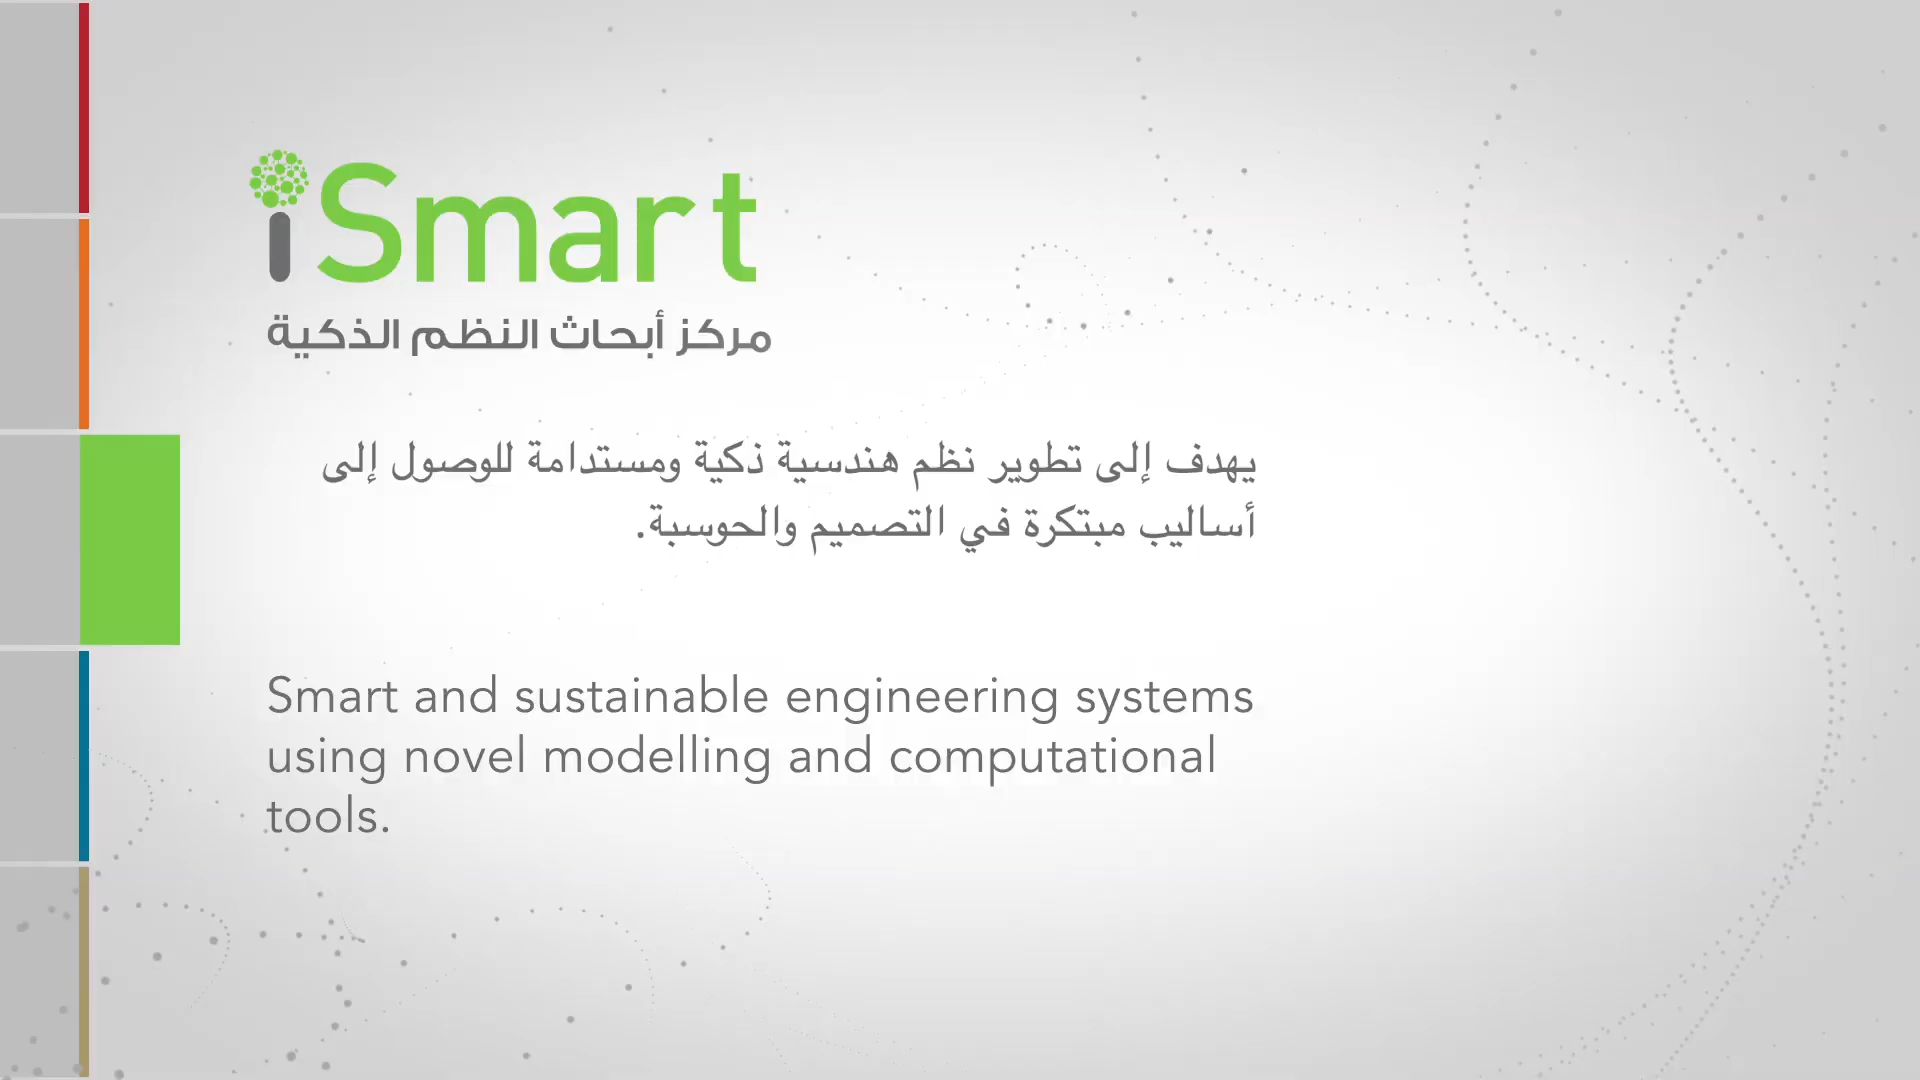 iSmart
مركز أبحاث النظم الذكية
يهدف إلى تطوير نظم هندسية ذكية ومستدامة للوصول إلى
أساليب مبتكرة في التصميم والحوسبة.
Smart and sustainable engineering systems
using novel modelling and computational
tools.